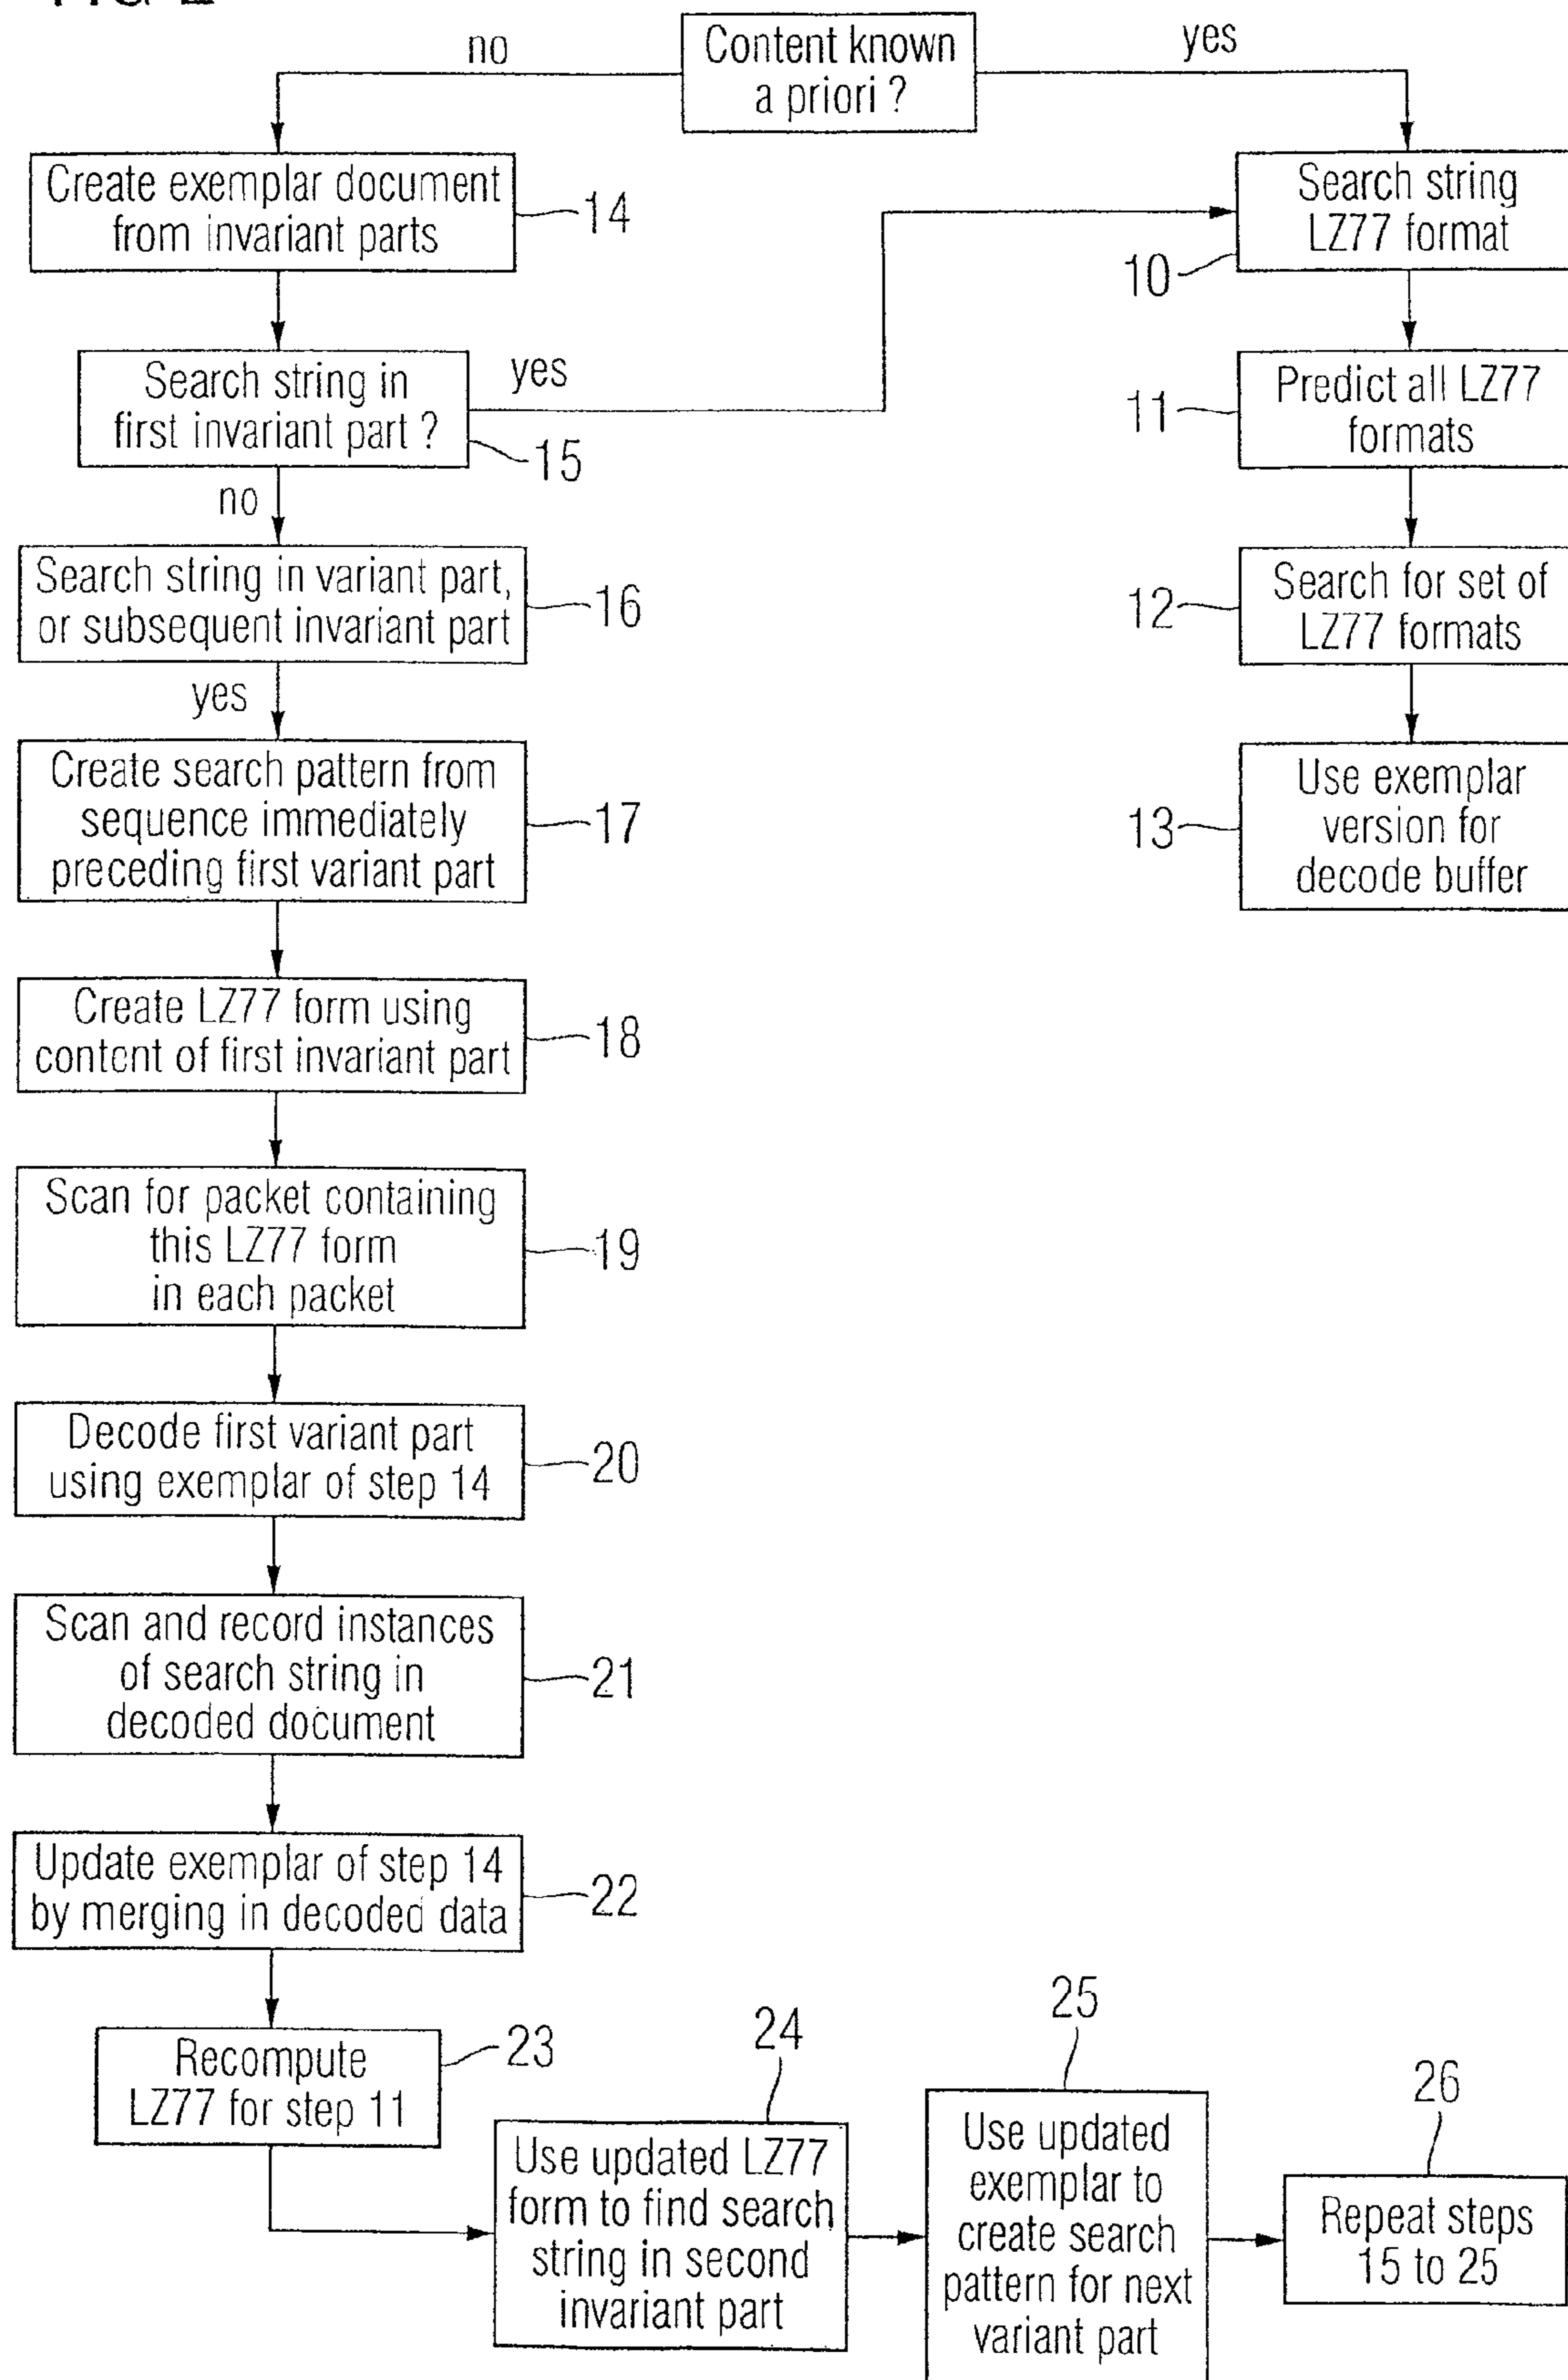 no
Content known
a priori ?
yes
Create exemplar document
from invariant parts
14
Search string
LZ77 format
10
Search string in
first invariant part ?
yes
15
Predict all LZ77
formats
11
no
Search string in variant part,
or subsequent invariant part
16
Search for set of
LZ77 formats
12
yes
Create search pattern from
sequence immediately
preceding first variant part
17
Use exemplar
version for
decode buffer
13
Create LZ77 form using
content of first invariant part
18
Scan for packet containing
this LZ77 form
in each packet
19
Decode first variant part
using exemplar of step 14
20
Scan and record instances
of search string in
decoded document
21
Update exemplar of step 14
by merging in decoded data
22
Recompute
LZ77 for step 11
23
24
Use updated LZ77
form to find search
string in second
invariant part
25
Use updated
exemplar to
create search
pattern for next
variant part
26
Repeat steps
15 to 25